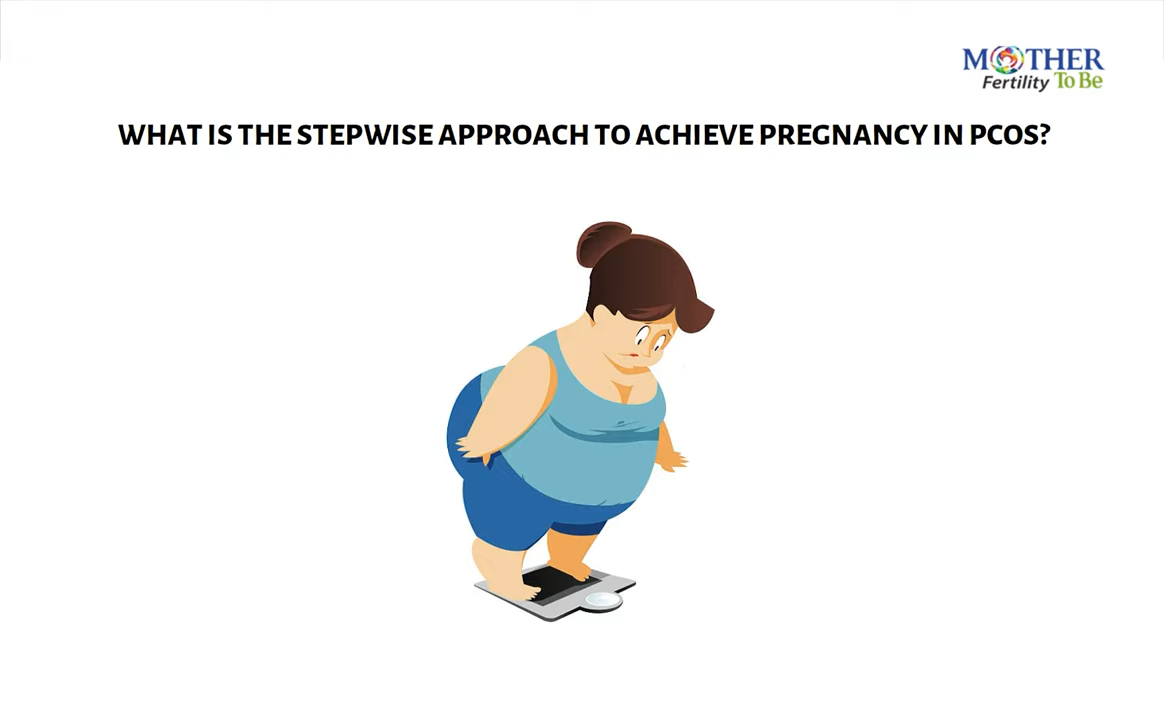 MOTHER
Fertility To Be
WHAT IS THE STEPWISE APPROACH TO ACHIEVE PREGNANCY IN PCOS?